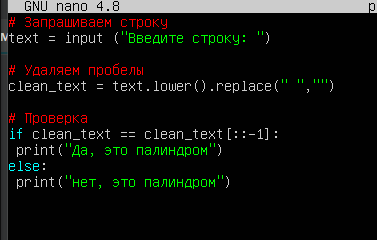 GNU nano 4.8
# Запрашиваем строку
text = input ("Введите строку: ")
# Удаляем пробелы
clean_text = text.lower().replace(" ","")
# Проверка
if clean_text == clean_text[::-1]:
 print("Да, это палиндром")
else:
 print("нет, это палиндром")